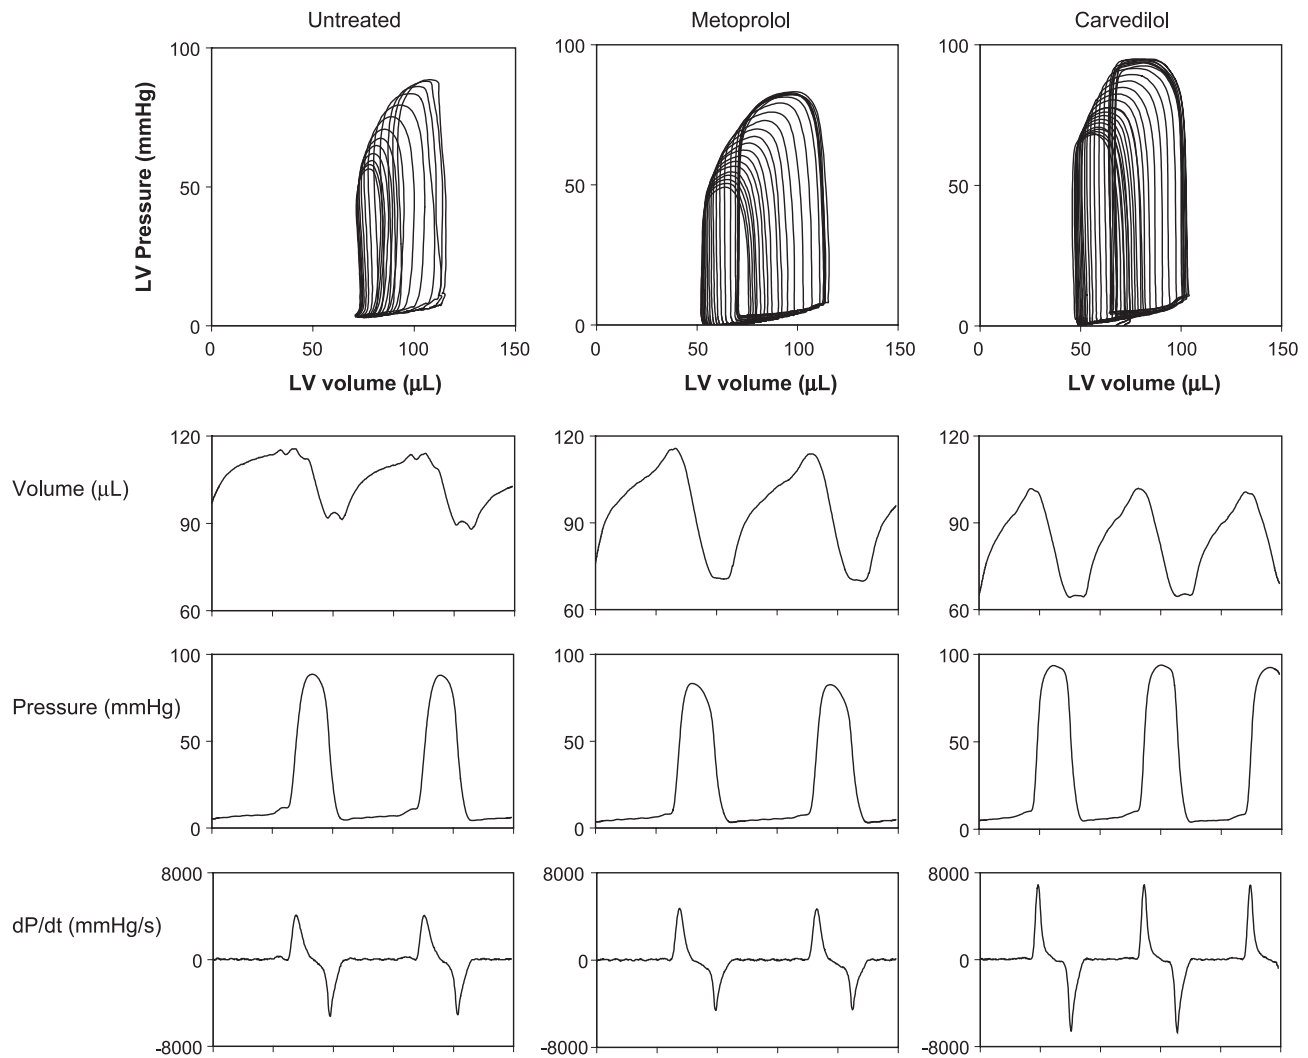 Untreated Metoprolol Carvedilol
LV Pressure (mmHg)
100 100 100
50 50 50
0 0 0
0 50 100 150 0 50 100 150 0 50 100 150
LV volume (μL) LV volume (μL) LV volume (μL)
Volume (μL)
120 120 120
90 90 90
60 60 60
Pressure (mmHg)
100 100 100
50 50 50
0 0 0
dP/dt (mmHg/s)
8000 8000 8000
0 0 0
-8000 -8000 -8000